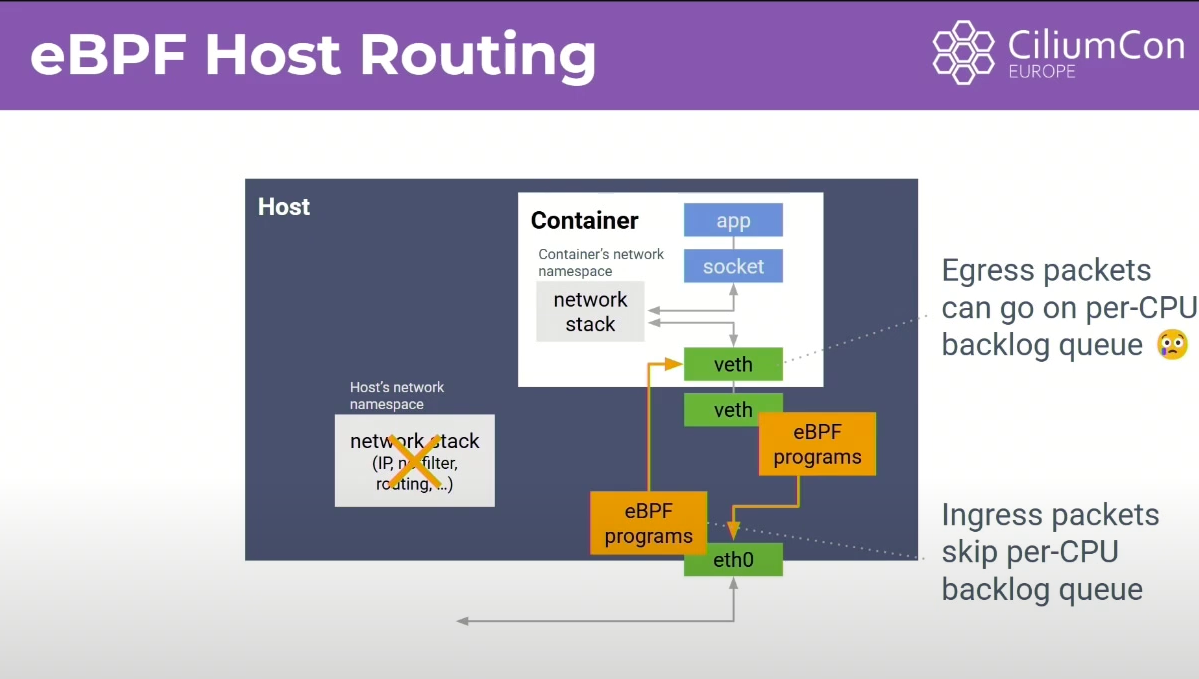 eBPF Host Routing
CiliumCon
EUROPE
Host
Container
app
Container's network
namespace
socket
network
stack
veth
Host's network
namespace
veth
network stack
(IP, netfilter,
routing, …)
eBPF
programs
eBPF
programs
eth0
Egress packets
can go on per-CPU
backlog queue 😢
Ingress packets
skip per-CPU
backlog queue